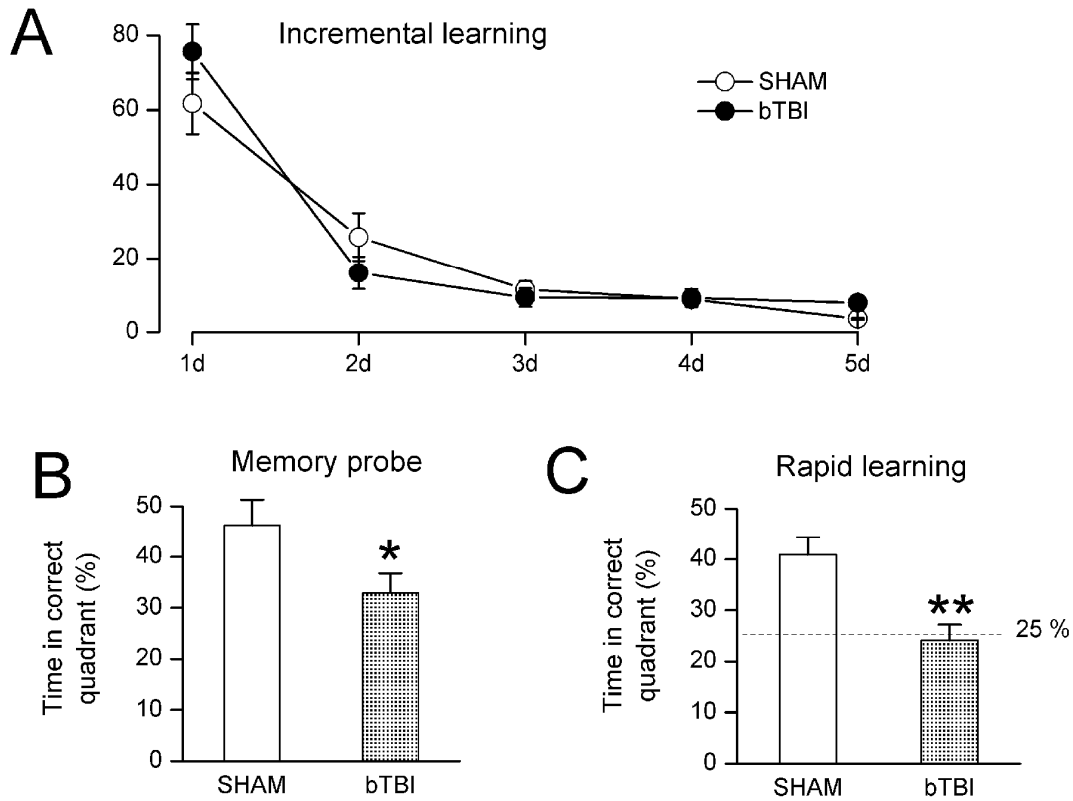 A
Incremental learning
80
60
40
20
0
SHAM
bTBI
1d 2d 3d 4d 5d
B
Memory probe
Time in correct
quadrant (%)
50
40
30
20
10
0
*
SHAM bTBI
C
Rapid learning
Time in correct
quadrant (%)
50
40
30
20
10
0
**
25 %
SHAM bTBI